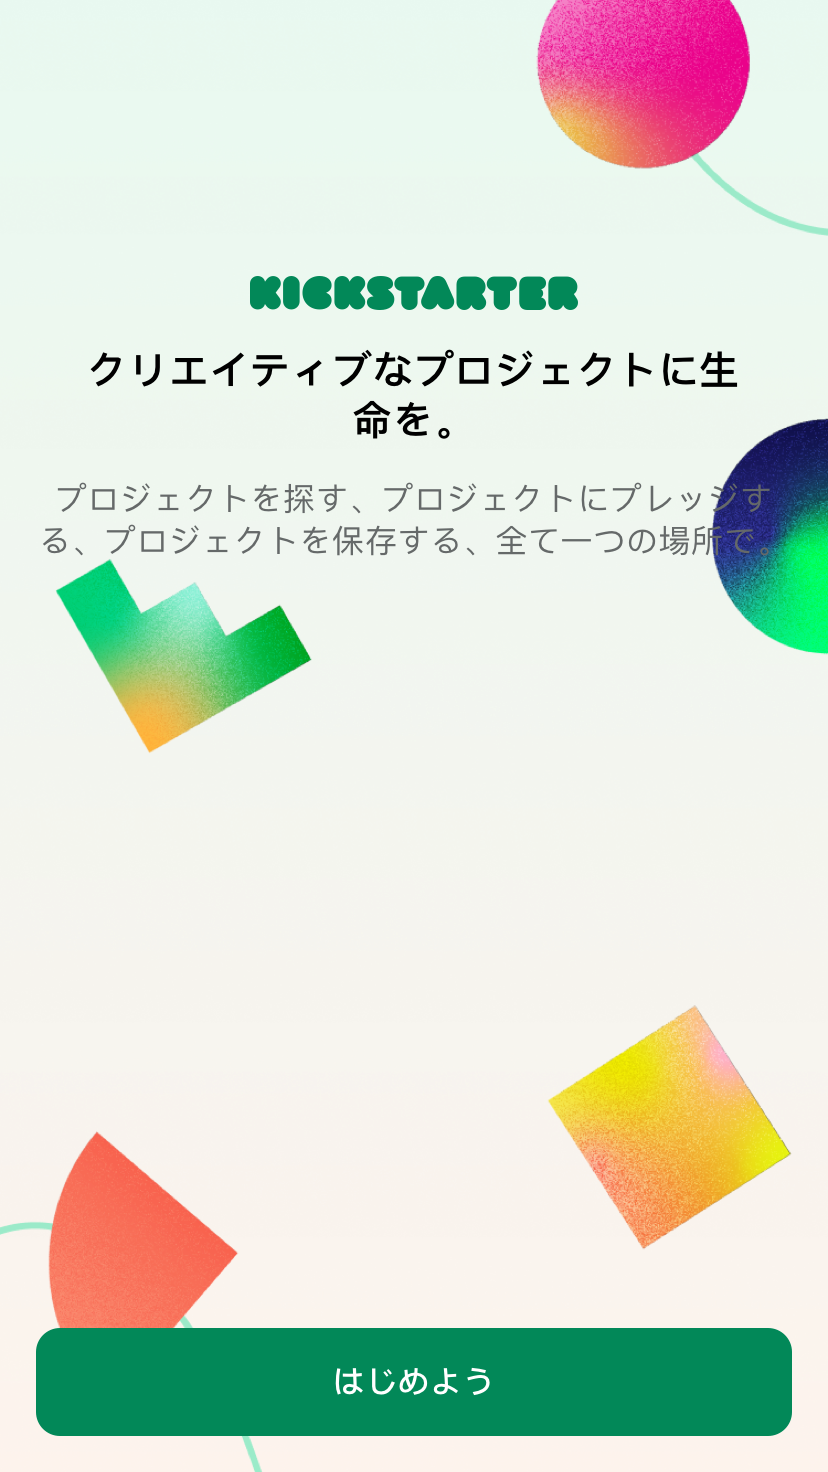 KICKSTARTER
クリエイティブなプロジェクトに生
命を。
プロジェクトを探す、プロジェクトにプレッジす
る、プロジェクトを保存する、全て一つの場所で。
はじめよう